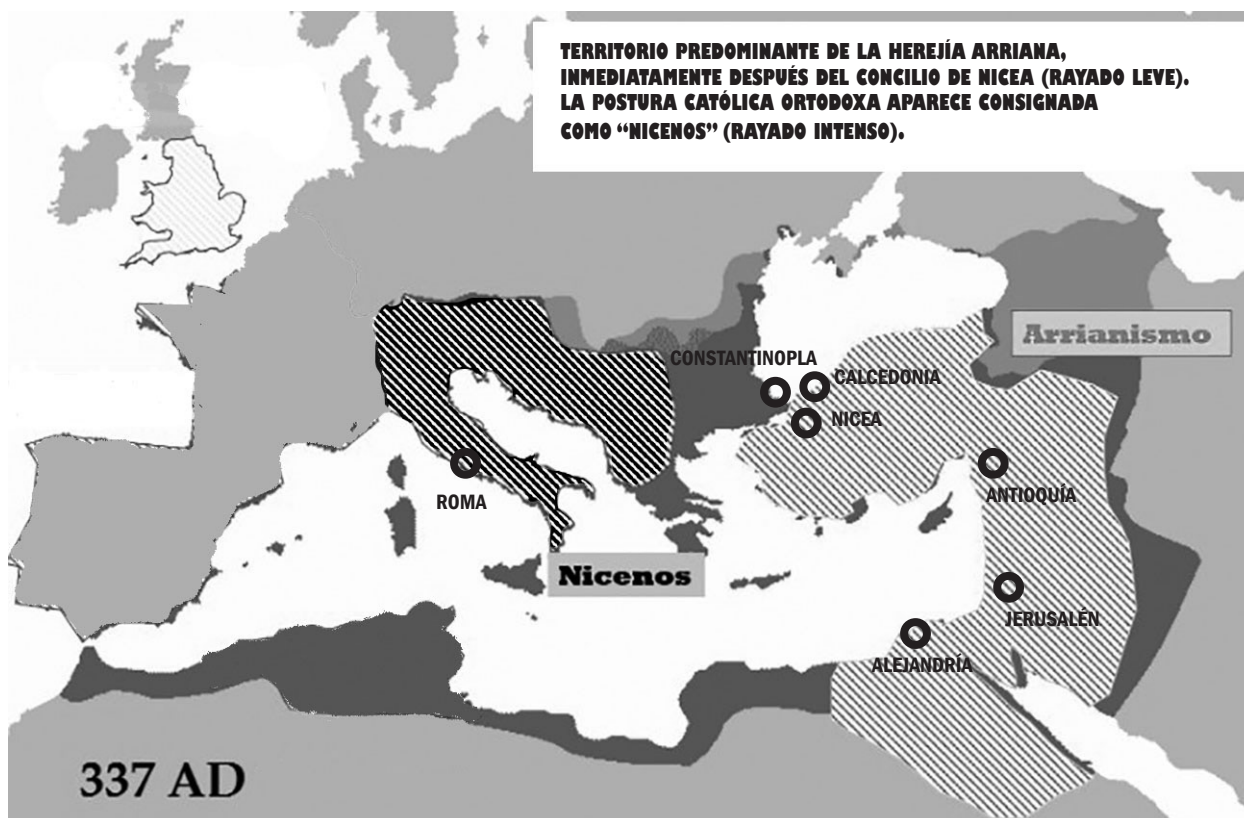 TERRITORIO PREDOMINANTE DE LA HEREJÍA ARRIANA,
INMEDIATAMENTE DESPUÉS DEL CONCILIO DE NICEA (RAYADO LEVE).
LA POSTURA CATÓLICA ORTODOXA APARECE CONSIGNADA
COMO “NICENOS” (RAYADO INTENSO).
Arrianismo
CONSTANTINOPLA
CALCEDONIA
NICEA
ROMA
ANTIOQUÍA
Nicenos
JERUSALÉN
ALEJANDRÍA
337 AD